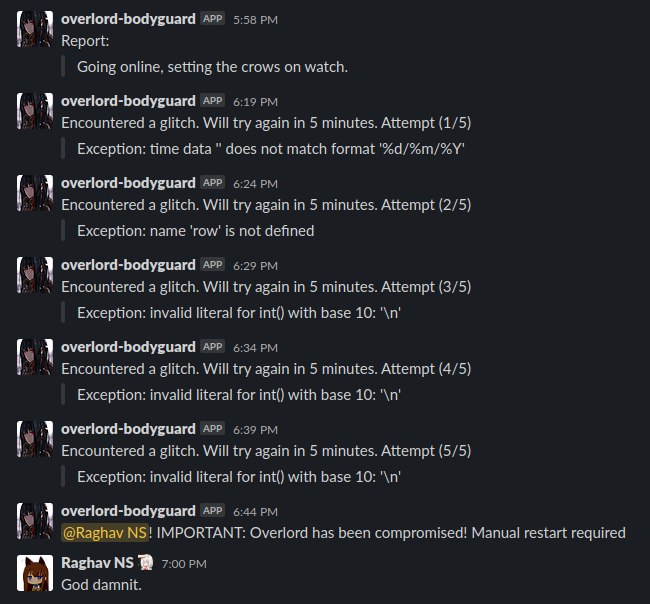 overlord-bodyguard APP 5:58 PM
Report:
Going online, setting the crows on watch.
overlord-bodyguard APP 6:19 PM
Encountered a glitch. Will try again in 5 minutes. Attempt (1/5)
Exception: time data '' does not match format '%d/%m/%Y'
overlord-bodyguard APP 6:24 PM
Encountered a glitch. Will try again in 5 minutes. Attempt (2/5)
Exception: name 'row' is not defined
overlord-bodyguard APP 6:29 PM
Encountered a glitch. Will try again in 5 minutes. Attempt (3/5)
Exception: invalid literal for int() with base 10: '\n'
overlord-bodyguard APP 6:34 PM
Encountered a glitch. Will try again in 5 minutes. Attempt (4/5)
Exception: invalid literal for int() with base 10: '\n'
overlord-bodyguard APP 6:39 PM
Encountered a glitch. Will try again in 5 minutes. Attempt (5/5)
Exception: invalid literal for int() with base 10: '\n'
overlord-bodyguard APP 6:44 PM
@Raghav NS! IMPORTANT: Overlord has been compromised! Manual restart required
Raghav NS 7:00 PM
God damnit.